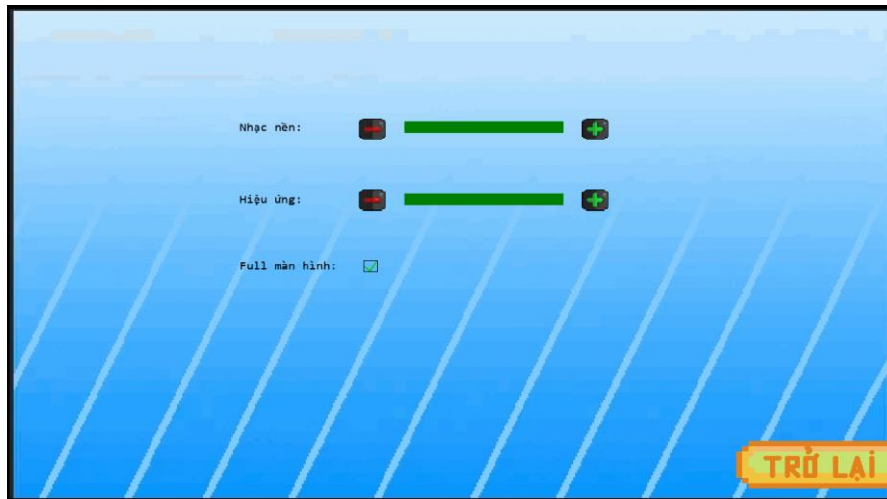 Nhạc nền:
Hiệu ứng:
Full màn hình:
TRỞ LẠI